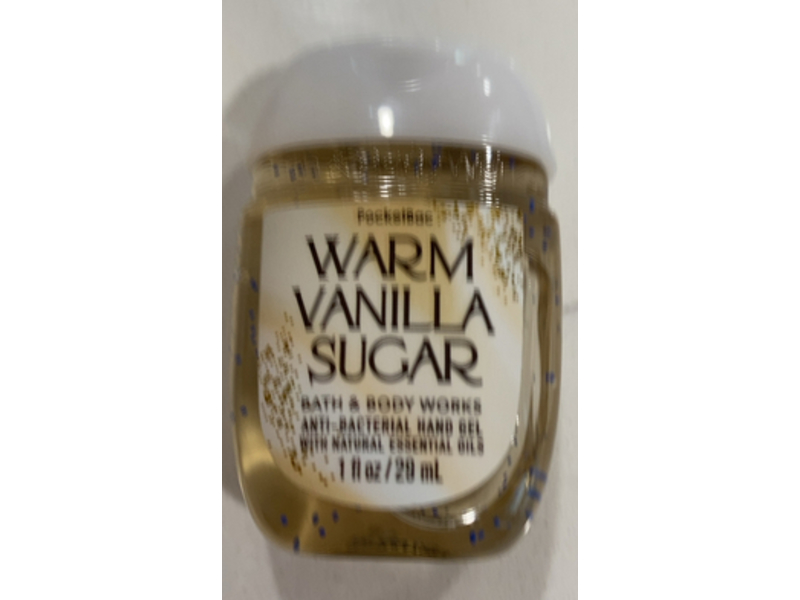 PocketBac
WARM
VANILLA
SUGAR
BATH & BODY WORKS
ANTI-BACTERIAL HAND GEL
WITH NATURAL ESSENTIAL OILS
1 fl oz / 29 mL